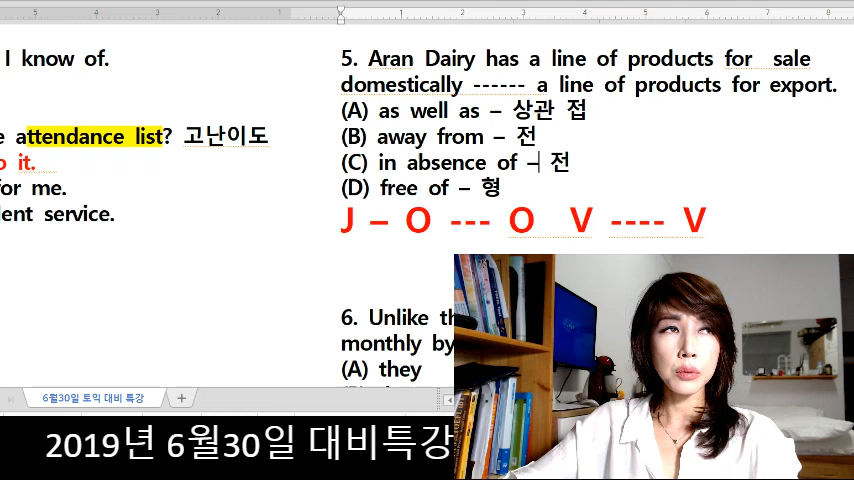 I know of.
e attendance list? 고난이도
o it.
for me.
lent service.
5. Aran Dairy has a line of products for sale
domestically ------ a line of products for export.
(A) as well as – 상관 접
(B) away from – 전
(C) in absence of – 전
(D) free of – 형
J – O --- O V ---- V
6. Unlike th
monthly by
(A) they
6월30일 토익 대비 특강
2019년 6월30일 대비특강